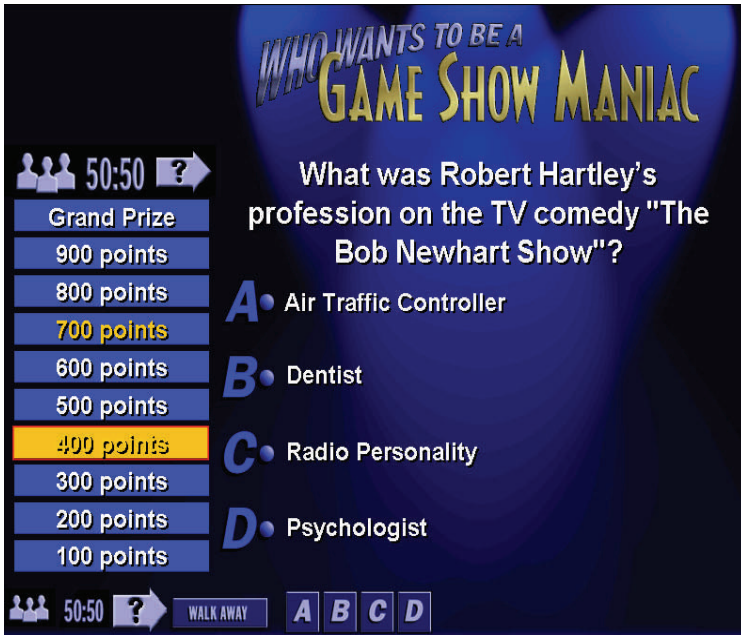 WHO WANTS TO BE A
GAME SHOW MANIAC
50:50 ?
Grand Prize
900 points
800 points
700 points
600 points
500 points
400 points
300 points
200 points
100 points
What was Robert Hartley's
profession on the TV comedy "The
Bob Newhart Show"?
A Air Traffic Controller
B Dentist
C Radio Personality
D Psychologist
50:50 ? WALK AWAY A B C D